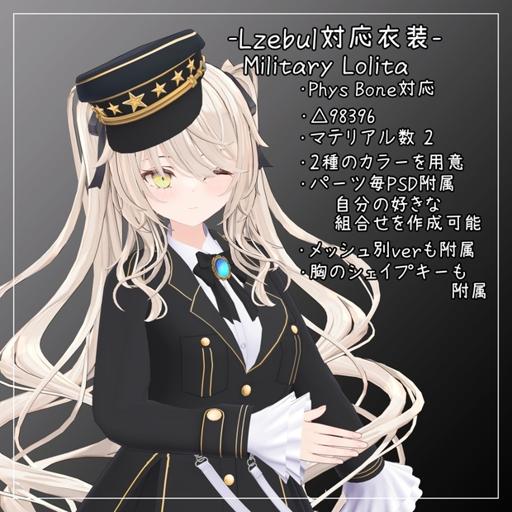 -Lzebul対応衣装-
Military Lolita
・Phys Bone対応
・△98396
・マテリアル数 2
・2種のカラーを用意
・パーツ毎PSD附属
自分の好きな
組合せを作成可能
・メッシュ別verも附属
・胸のシェイプキーも
附属